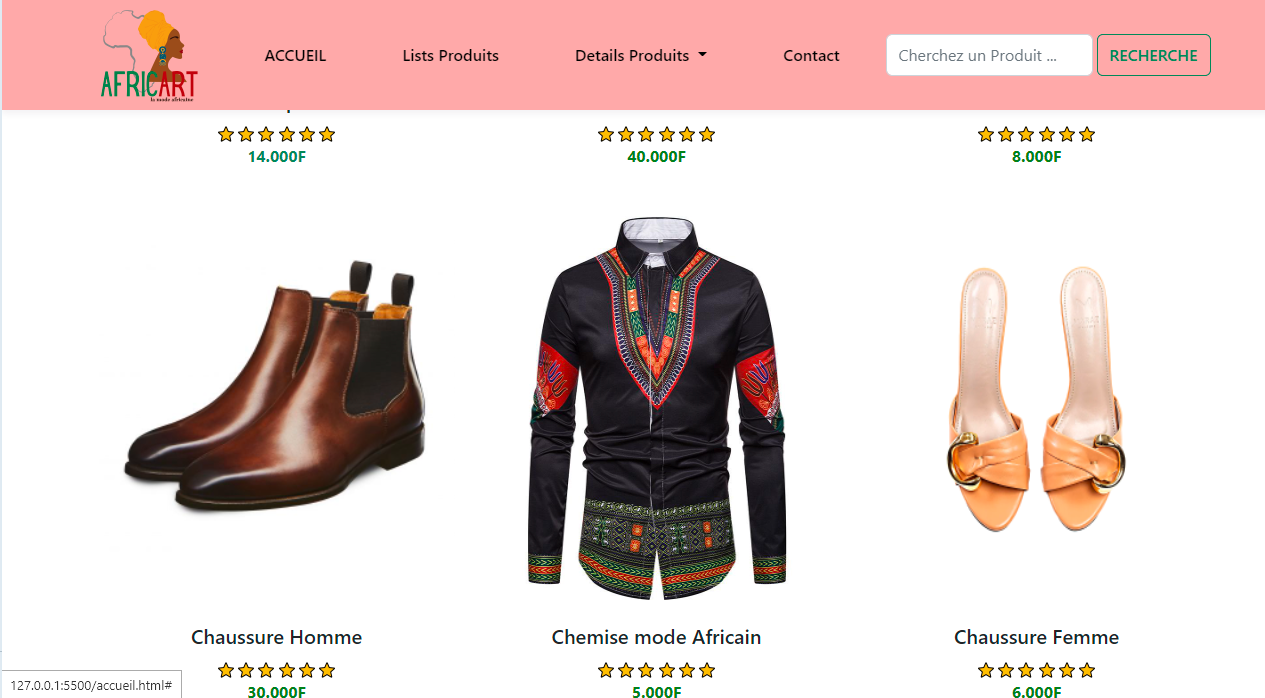 AFRICART
la mode africaine
ACCUEIL
Lists Produits
Details Produits
Contact
Cherchez un Produit ...
RECHERCHE
14.000F
40.000F
8.000F
Chaussure Homme
Chemise mode Africain
Chaussure Femme
30.000F
5.000F
6.000F
127.0.0.1:5500/accueil.html#